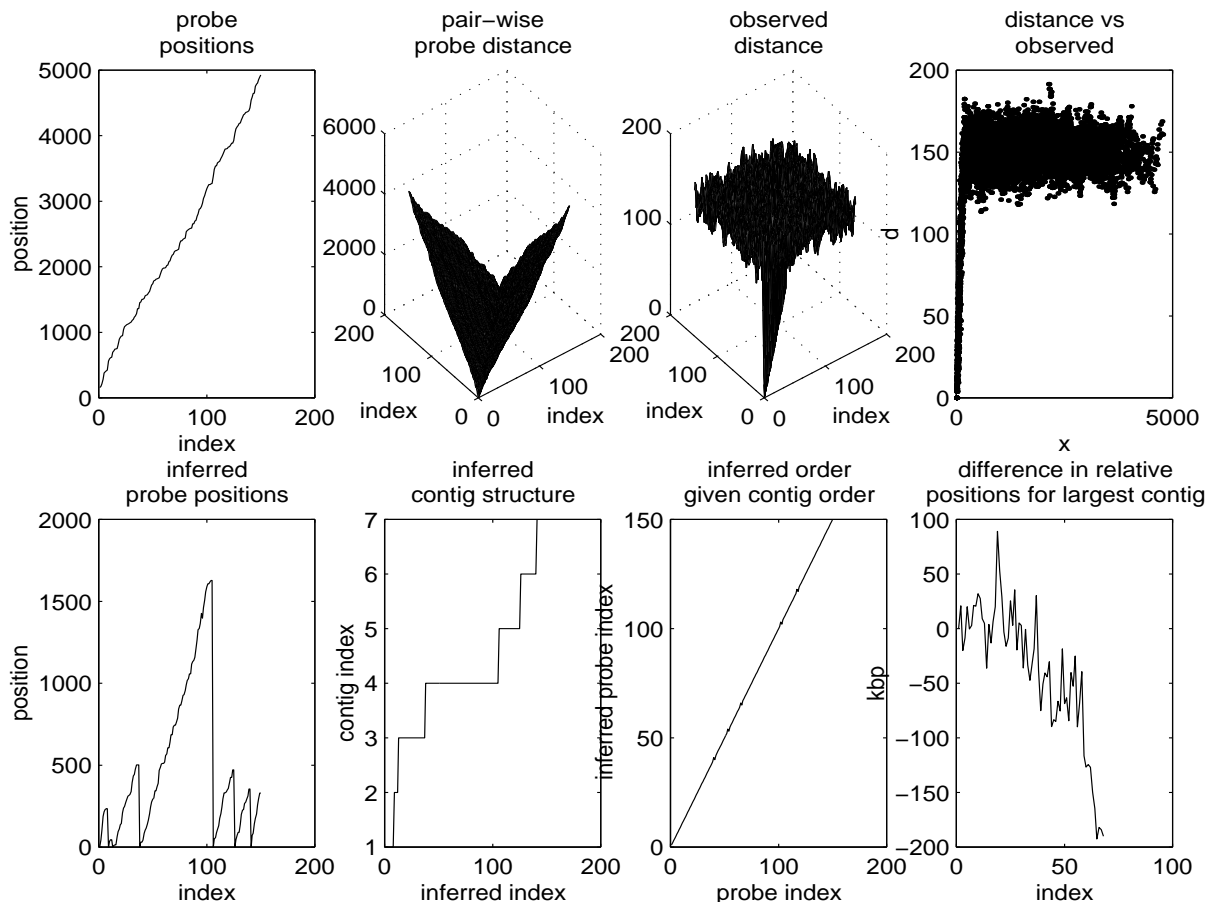 probe
positions
5000
4000
3000
2000
1000
0
0 100 200
position
index
pair-wise
probe distance
6000
4000
2000
0
200
100
0
0
100
200
index
index
observed
distance
200
100
0
200
100
0
0
100
200
index
index
distance vs
observed
200
150
100
50
0
0 5000
d
x
inferred
probe positions
2000
1500
1000
500
0
0 100 200
position
index
inferred
contig structure
7
6
5
4
3
2
1
0 100 200
contig index
inferred index
inferred order
given contig order
150
100
50
0
0 100 200
inferred probe index
probe index
difference in relative
positions for largest contig
100
50
0
-50
-100
-150
-200
0 50 100
kbp
index